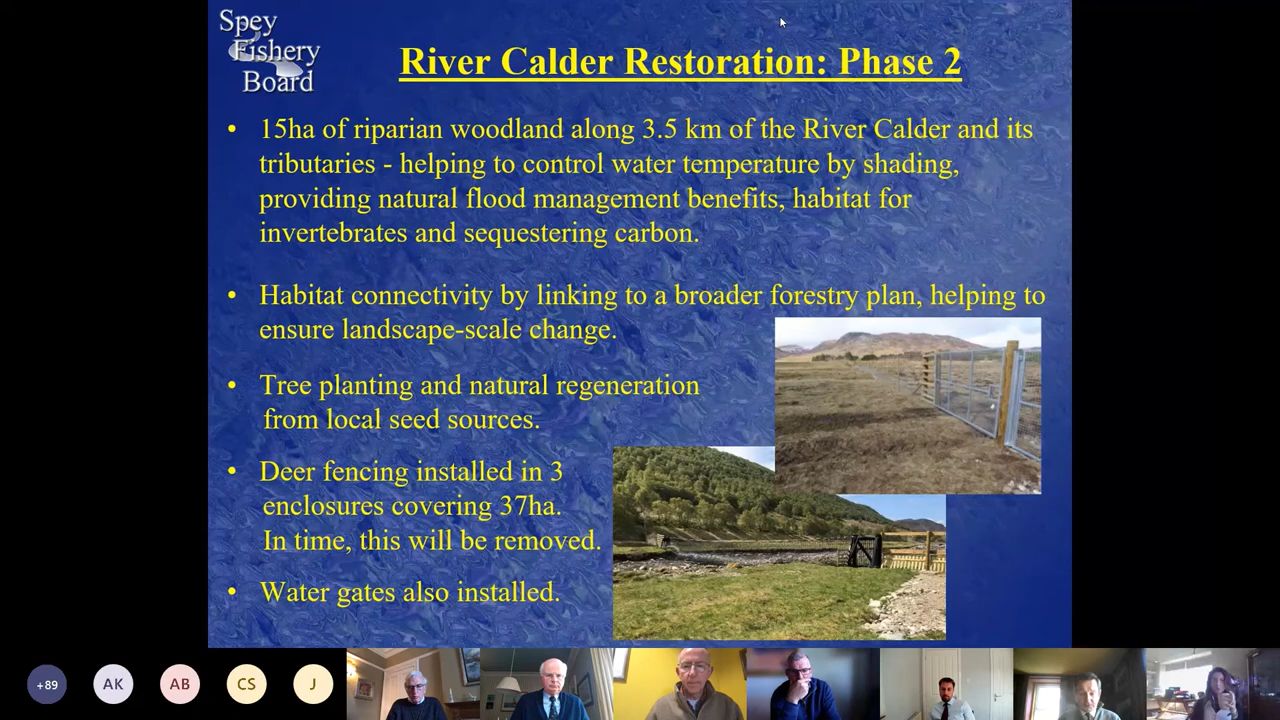 Spey
Fishery
Board
River Calder Restoration: Phase 2
• 15ha of riparian woodland along 3.5 km of the River Calder and its
tributaries - helping to control water temperature by shading,
providing natural flood management benefits, habitat for
invertebrates and sequestering carbon.
• Habitat connectivity by linking to a broader forestry plan, helping to
ensure landscape-scale change.
• Tree planting and natural regeneration
from local seed sources.
• Deer fencing installed in 3
enclosures covering 37ha.
In time, this will be removed.
• Water gates also installed.
+89 AK AB CS J